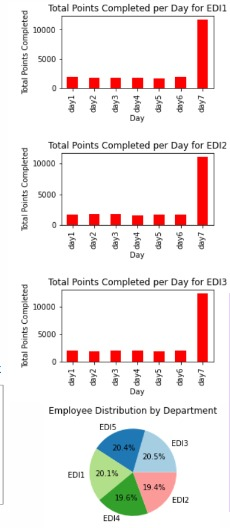 Total Points Completed per Day for EDI1
Total Points Completed
10000
5000
0
day1
day2
day3
day4
day5
day6
day7
Day
Total Points Completed per Day for EDI2
Total Points Completed
10000
5000
0
day1
day2
day3
day4
day5
day6
day7
Day
Total Points Completed per Day for EDI3
Total Points Completed
10000
5000
0
day1
day2
day3
day4
day5
day6
day7
Day
Employee Distribution by Department
EDI5
20.4%
EDI3
20.5%
EDI1
20.1%
19.4%
EDI2
19.6%
EDI4